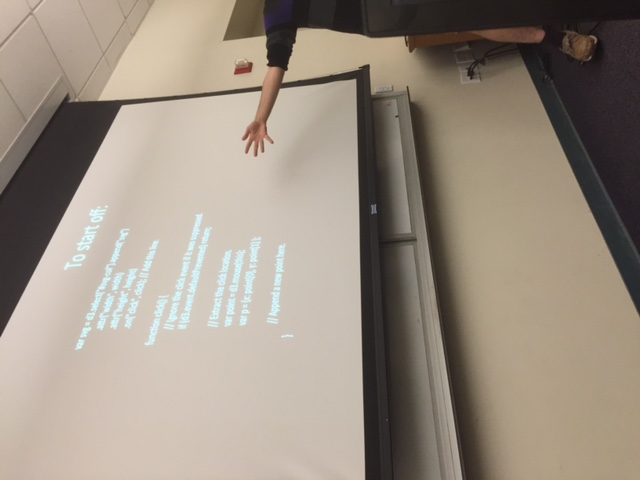 To start off:
var svg = d3.select("#svg-col").append("svg")
.attr("width", width)
.attr("height", height)
.on("click", click); // Add this line.
function click() {
// Ignore the click event if it was suppressed.
if (d3.event.defaultPrevented) return;
// Extract the click location.
var point = d3.mouse(this),
var p = {x: point[0], y: point[1] };
// Append a new point here.
}